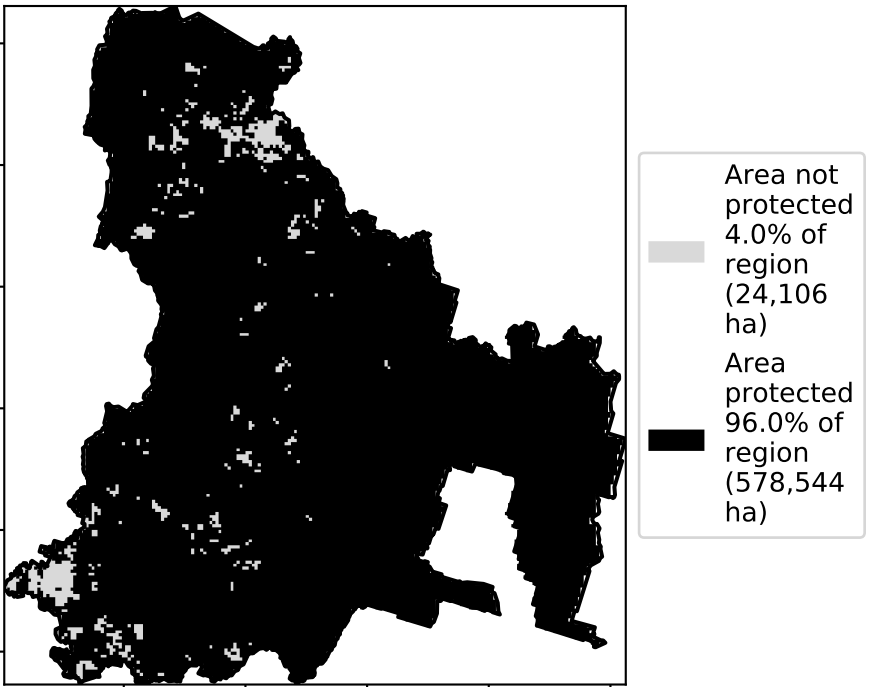 Area not
protected
4.0% of
region
(24,106
ha)
Area
protected
96.0% of
region
(578,544
ha)